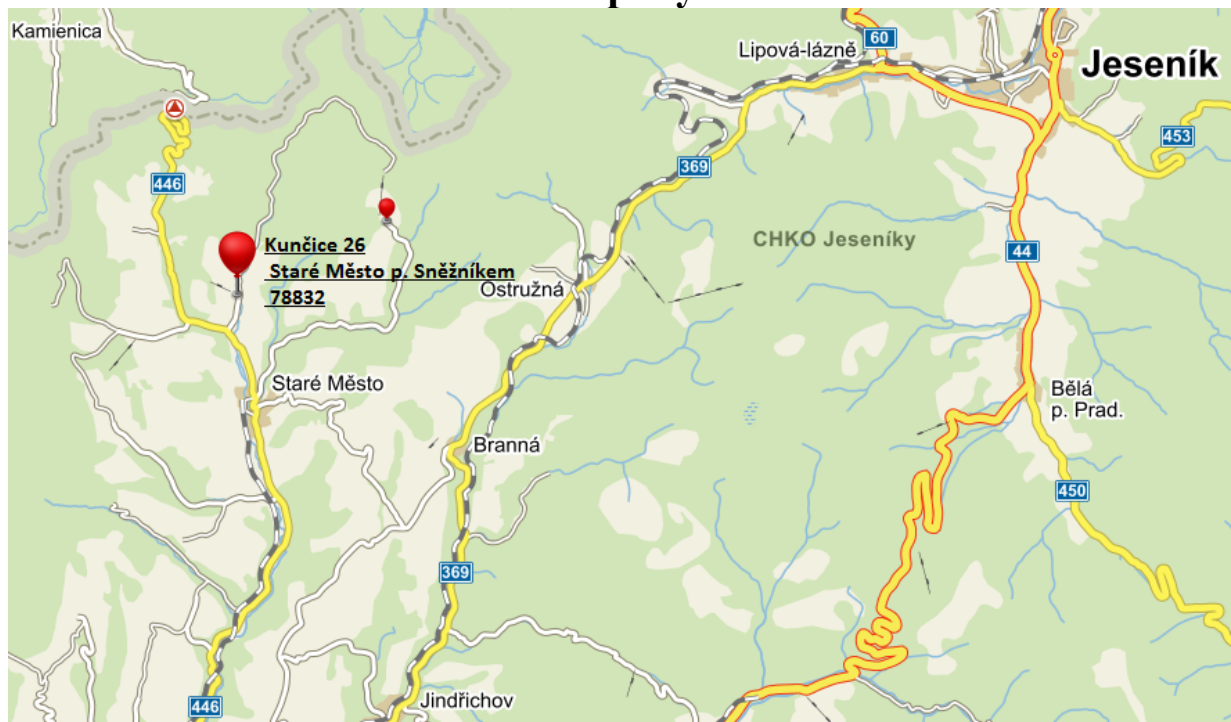 Kamienica
60
Lipová-lázně
Jeseník
453
446
369
Kunčice 26
Staré Město p. Sněžníkem
78832
CHKO Jeseníky
44
Ostružná
Staré Město
Bělá
p. Prad.
Branná
450
369
Jindřichov
446